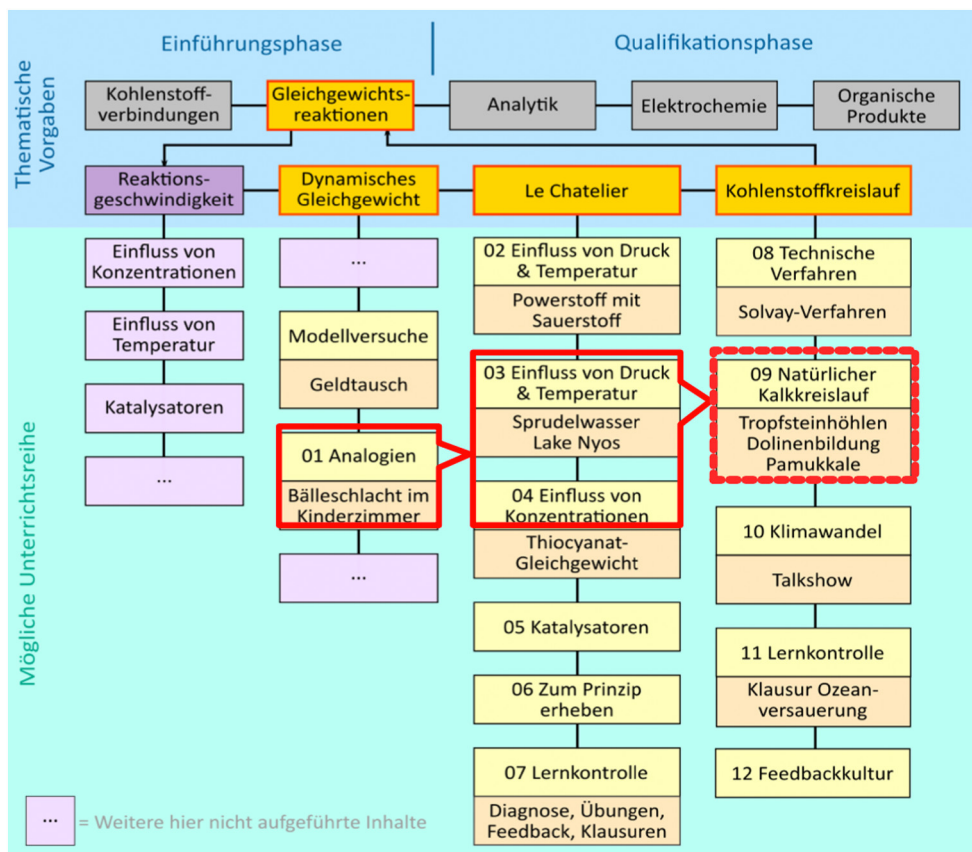 Einführungsphase
Qualifikationsphase
Thematische
Vorgaben
Kohlenstoff-
verbindungen
Gleichgewichts-
reaktionen
Analytik
Elektrochemie
Organische
Produkte
Reaktions-
geschwindigkeit
Dynamisches
Gleichgewicht
Le Chatelier
Kohlenstoffkreislauf
Mögliche Unterrichtsreihe
Einfluss von
Konzentrationen
Einfluss von
Temperatur
Katalysatoren
...
...
Modellversuche
Geldtausch
01 Analogien
Bälleschlacht im
Kinderzimmer
...
02 Einfluss von Druck
& Temperatur
Powerstoff mit
Sauerstoff
03 Einfluss von Druck
& Temperatur
Sprudelwasser
Lake Nyos
04 Einfluss von
Konzentrationen
Thiocyanat-
Gleichgewicht
05 Katalysatoren
06 Zum Prinzip
erheben
07 Lernkontrolle
Diagnose, Übungen,
Feedback, Klausuren
08 Technische
Verfahren
Solvay-Verfahren
09 Natürlicher
Kalkkreislauf
Tropfsteinhöhlen
Dolinenbildung
Pamukkale
10 Klimawandel
Talkshow
11 Lernkontrolle
Klausur Ozean-
versauerung
12 Feedbackkultur
... = Weitere hier nicht aufgeführte Inhalte